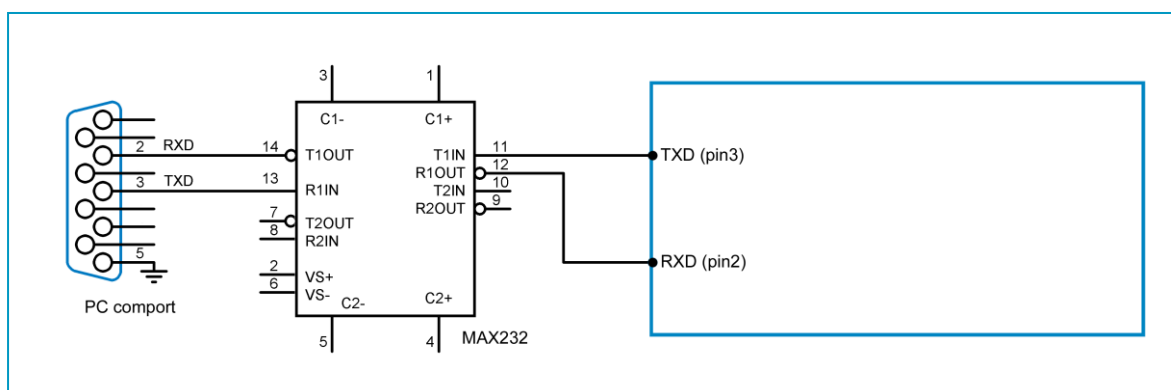 3
1
C1-
C1+
2
RXD
14
T1OUT
T1IN
11
TXD (pin3)
R1OUT
12
3
TXD
13
R1IN
T2IN
10
R2OUT
9
7
T2OUT
8
R2IN
5
2
VS+
6
VS-
RXD (pin2)
C2-
C2+
PC comport
5
4
MAX232